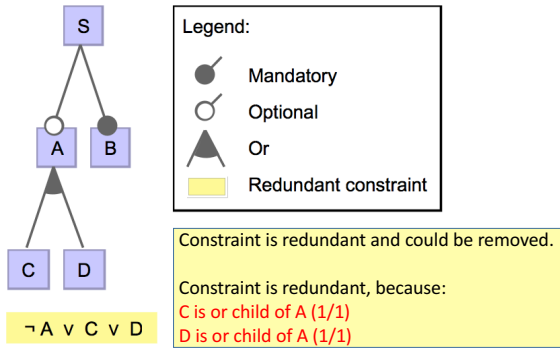 S
A
B
C
D
¬ A v C v D
Legend:
Mandatory
Optional
Or
Redundant constraint
Constraint is redundant and could be removed.
Constraint is redundant, because:
C is or child of A (1/1)
D is or child of A (1/1)